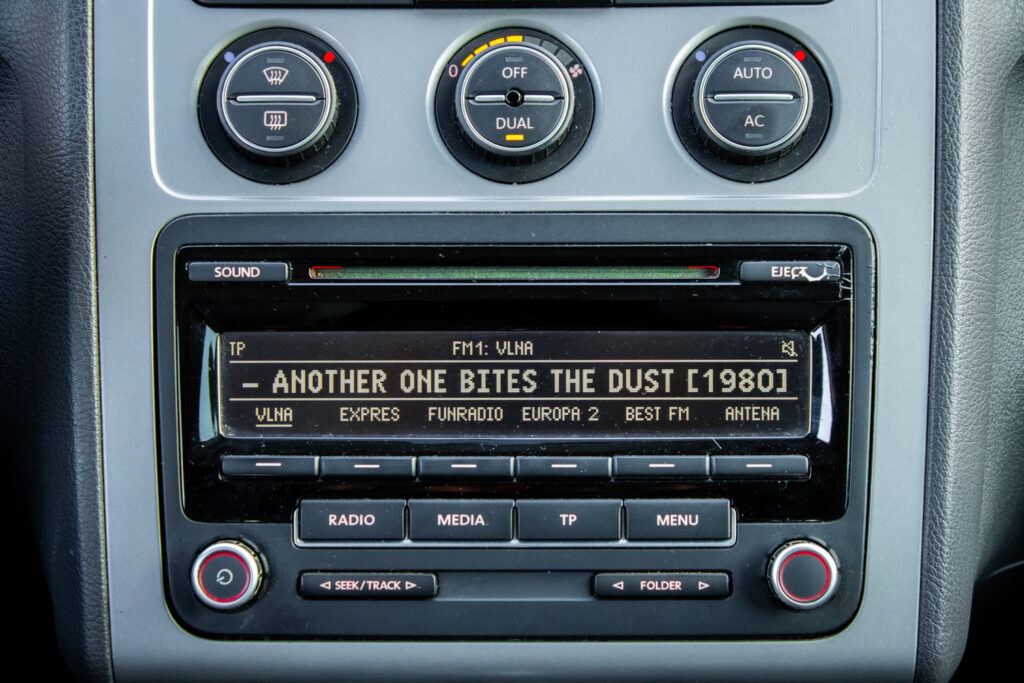 0
OFF
DUAL
AUTO
AC
SOUND
EJECT
TP FM1: VLNA
– ANOTHER ONE BITES THE DUST [1980]
VLNA EXPRES FUNRADIO EUROPA 2 BEST FM ANTENA
RADIO MEDIA TP MENU
SEEK/TRACK FOLDER